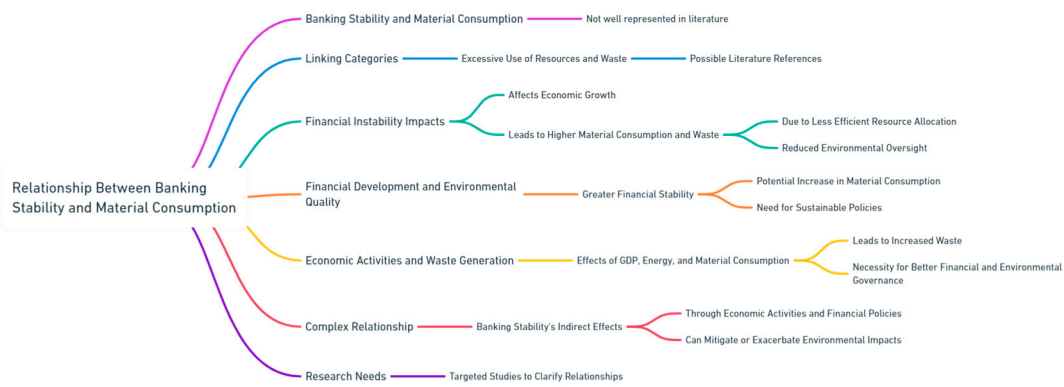 Relationship Between Banking
Stability and Material Consumption
Banking Stability and Material Consumption
Not well represented in literature
Linking Categories
Excessive Use of Resources and Waste
Possible Literature References
Financial Instability Impacts
Affects Economic Growth
Leads to Higher Material Consumption and Waste
Due to Less Efficient Resource Allocation
Reduced Environmental Oversight
Financial Development and Environmental
Quality
Greater Financial Stability
Potential Increase in Material Consumption
Need for Sustainable Policies
Economic Activities and Waste Generation
Effects of GDP, Energy, and Material Consumption
Leads to Increased Waste
Necessity for Better Financial and Environmental
Governance
Complex Relationship
Banking Stability's Indirect Effects
Through Economic Activities and Financial Policies
Can Mitigate or Exacerbate Environmental Impacts
Research Needs
Targeted Studies to Clarify Relationships